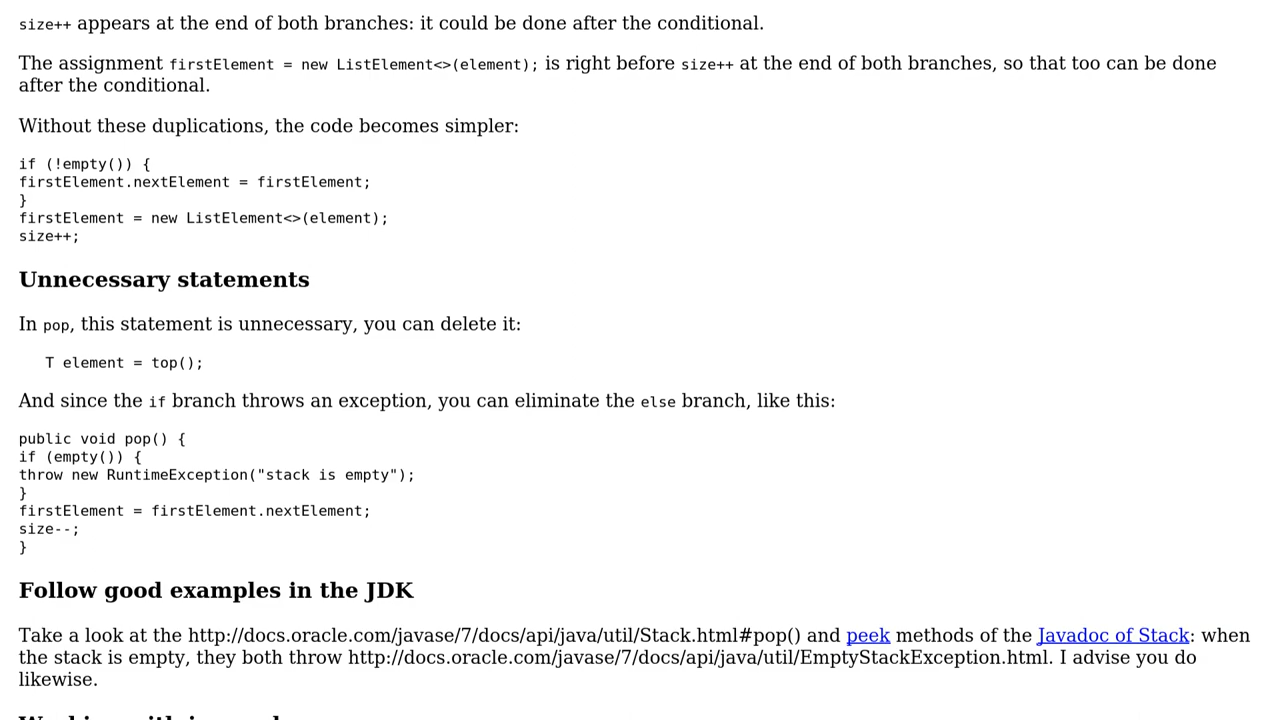 size++ appears at the end of both branches: it could be done after the conditional.
The assignment firstElement = new ListElement<>(element); is right before size++ at the end of both branches, so that too can be done
after the conditional.
Without these duplications, the code becomes simpler:
if (!empty()) {
firstElement.nextElement = firstElement;
}
firstElement = new ListElement<>(element);
size++;
Unnecessary statements
In pop, this statement is unnecessary, you can delete it:
T element = top();
And since the if branch throws an exception, you can eliminate the else branch, like this:
public void pop() {
if (empty()) {
throw new RuntimeException("stack is empty");
}
firstElement = firstElement.nextElement;
size--;
}
Follow good examples in the JDK
Take a look at the http://docs.oracle.com/javase/7/docs/api/java/util/Stack.html#pop() and peek methods of the Javadoc of Stack: when
the stack is empty, they both throw http://docs.oracle.com/javase/7/docs/api/java/util/EmptyStackException.html. I advise you do
likewise.